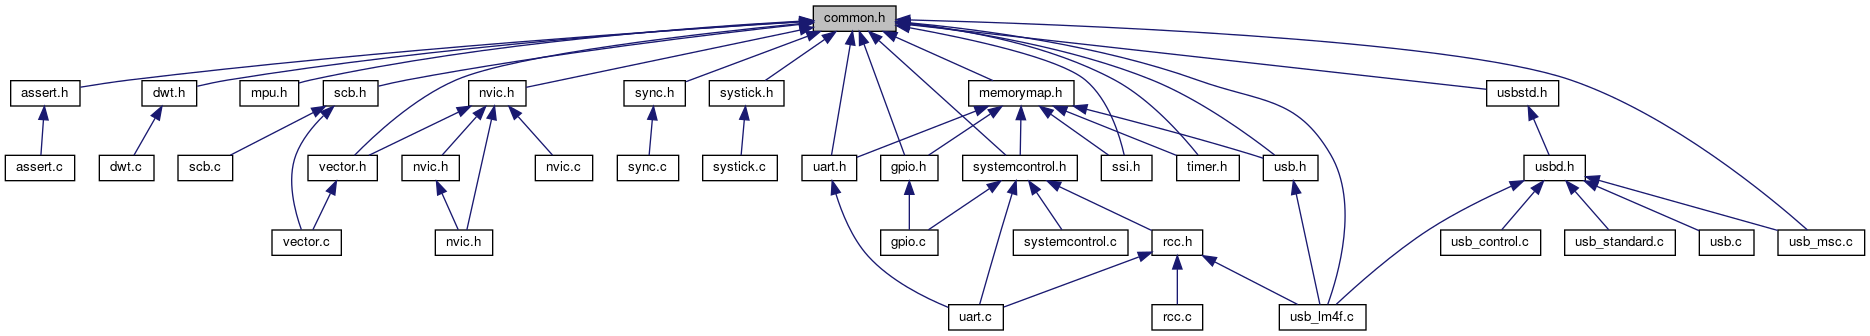 common.h
assert.h
dwt.h
mpu.h
scb.h
nvic.h
sync.h
systick.h
memorymap.h
usbstd.h
assert.c
dwt.c
scb.c
vector.h
nvic.h
nvic.c
sync.c
systick.c
uart.h
gpio.h
systemcontrol.h
ssi.h
timer.h
usb.h
usbd.h
vector.c
nvic.h
gpio.c
systemcontrol.c
rcc.h
usb_control.c
usb_standard.c
usb.c
usb_msc.c
uart.c
rcc.c
usb_lm4f.c